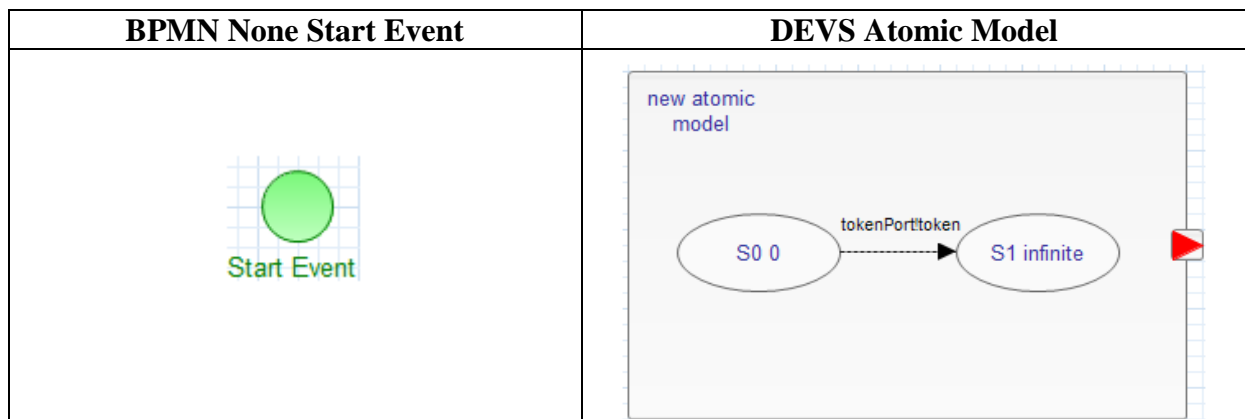 BPMN None Start Event
DEVS Atomic Model
Start Event
new atomic
model
tokenPort!token
S0 0
S1 infinite